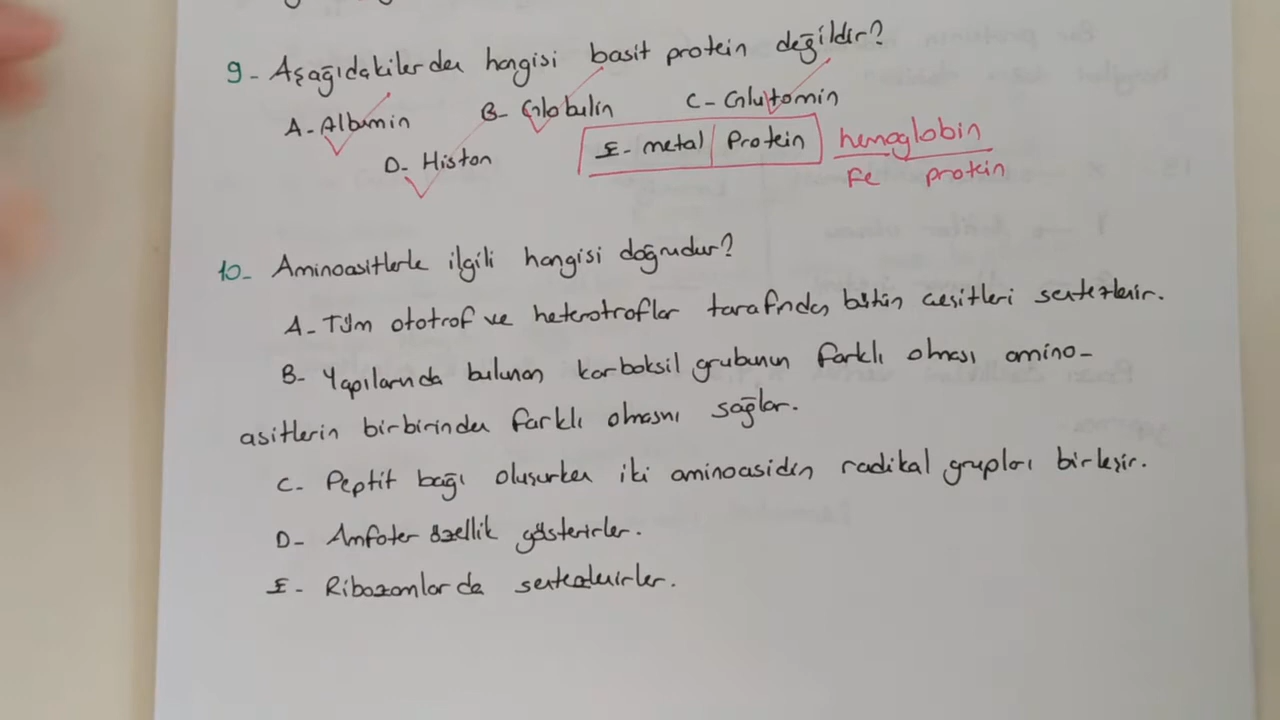 9- Aşağıdakilerden hangisi basit protein değildir?
A- Albümin B- Globulin C- Glutamin
D- Histon E- metal Protein hemoglobin
Fe protein
10- Aminoasitlerle ilgili hangisi doğrudur?
A- Tüm ototrof ve heterotroflar tarafından bütün çeşitleri sentezlenir.
B- Yapılarında bulunan karboksil grubunun farklı olması amino-
asitlerin birbirinden farklı olmasını sağlar.
C- Peptit bağı oluşurken iki aminoasidin radikal grupları birleşir.
D- Amfoter özellik gösterirler.
E- Ribozomlarda sentezlenirler.